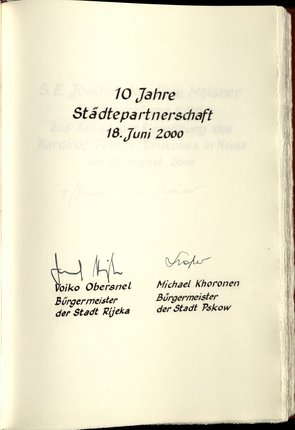 10 Jahre
Städtepartnerschaft
18. Juni 2000
Voiko Obersnel
Bürgermeister
der Stadt Rijeka
Michael Khoronen
Bürgermeister
der Stadt Pskow